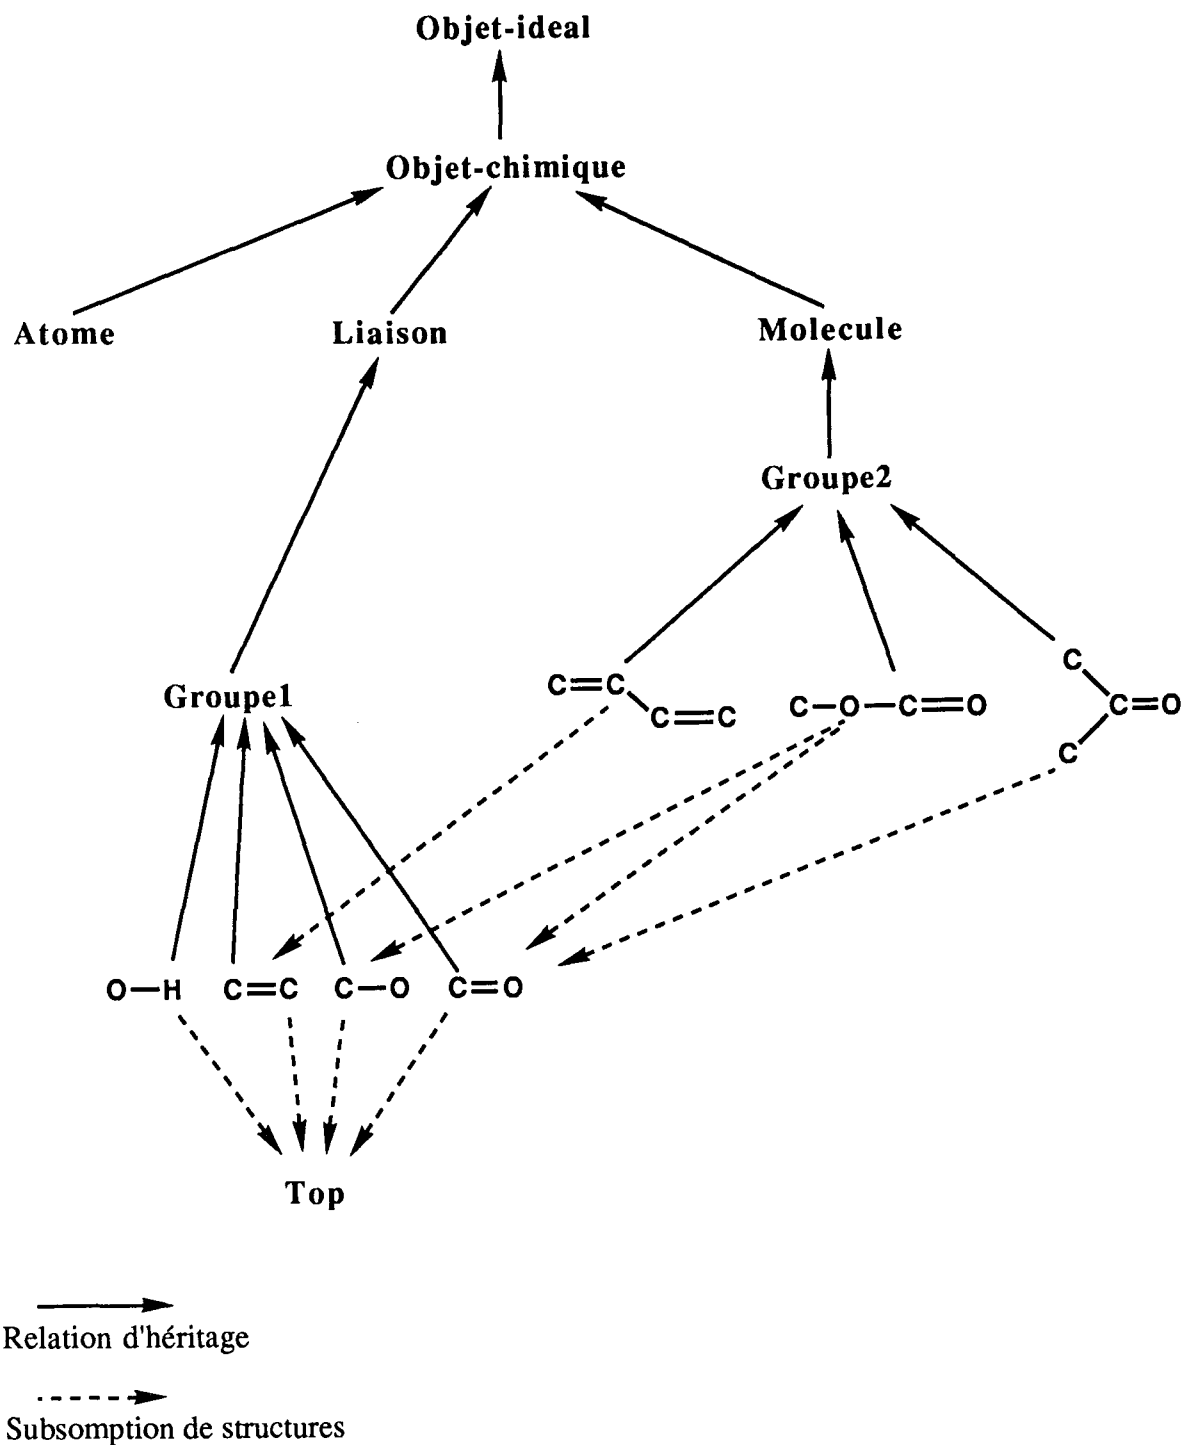 Objet-ideal
Objet-chimique
Atome
Liaison
Molecule
Groupe2
Groupe1
C=C
C=C
C–O–C=O
C
C=O
C
O–H
C=C
C–O
C=O
Top
Relation d'héritage
Subsomption de structures